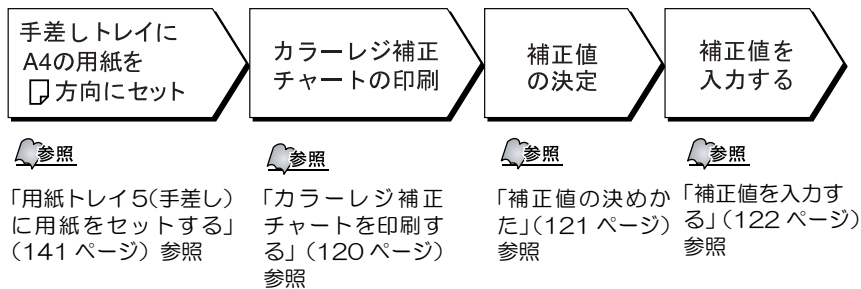 手差しトレイに
A4の用紙を
方向にセット
カラーレジ補正
チャートの印刷
補正値
の決定
補正値を
入力する
参照
「用紙トレイ5(手差し)
に用紙をセットする」
(141 ページ) 参照
参照
「カラーレジ補正
チャートを印刷す
る」(120 ページ)
参照
参照
「補正値の決めか
た」(121 ページ)
参照
参照
「補正値を入力す
る」(122 ページ)
参照